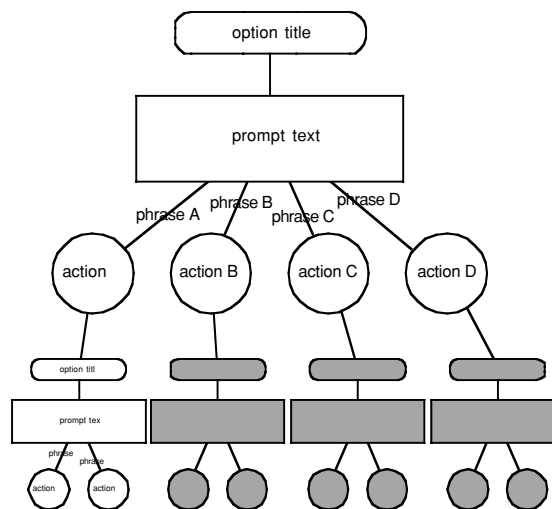 option title
prompt text
phrase A
phrase B
phrase C
phrase D
action
action B
action C
action D
option titl
prompt tex
phrase
phrase
action
action